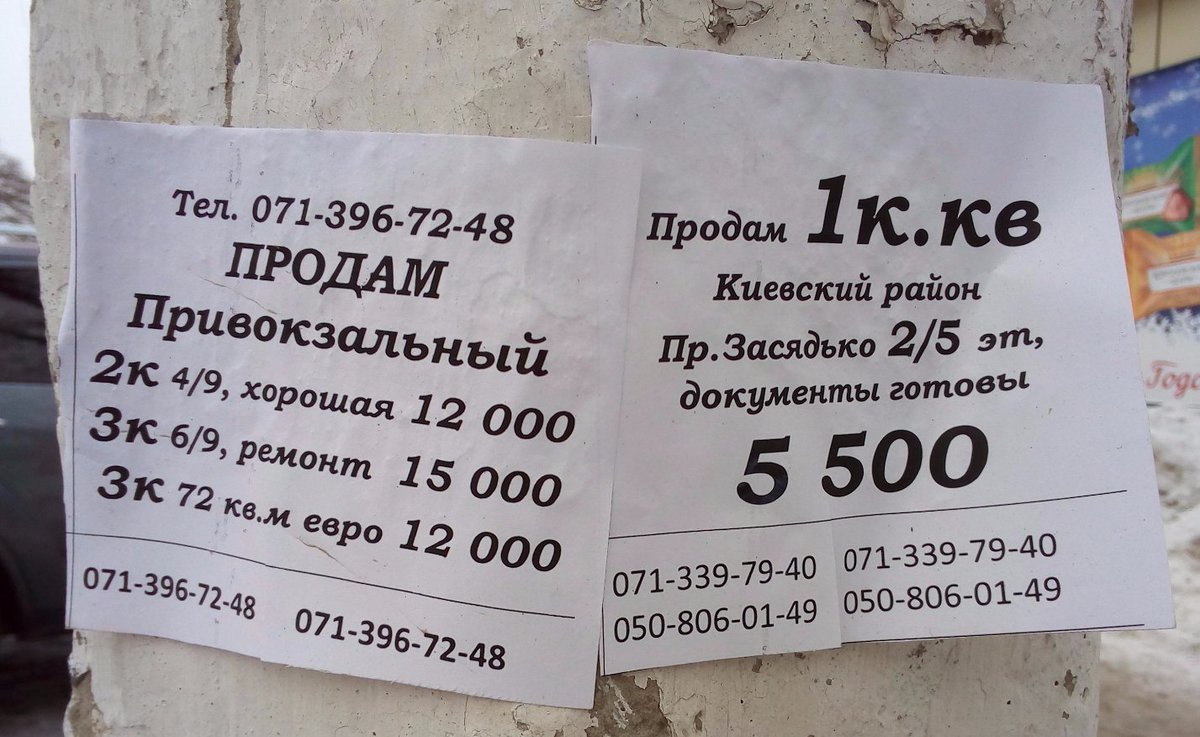 Тел. 071-396-72-48
ПРОДАМ
Привокзальный
2к 4/9, хорошая 12 000
3к 6/9, ремонт 15 000
3к 72 кв.м евро 12 000
071-396-72-48 071-396-72-48
Продам 1к.кв
Киевский район
Пр.Засядько 2/5 эт,
документы готовы
5 500
071-339-79-40 071-339-79-40
050-806-01-49 050-806-01-49